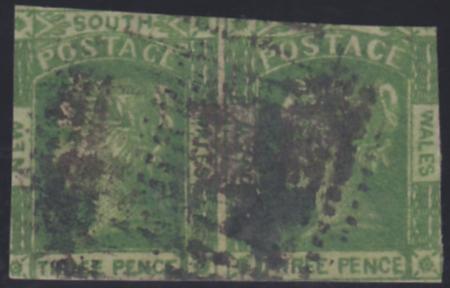 SOUTH
POSTAGE POSTAGE
NEW WALES
THREE PENCE THREE PENCE